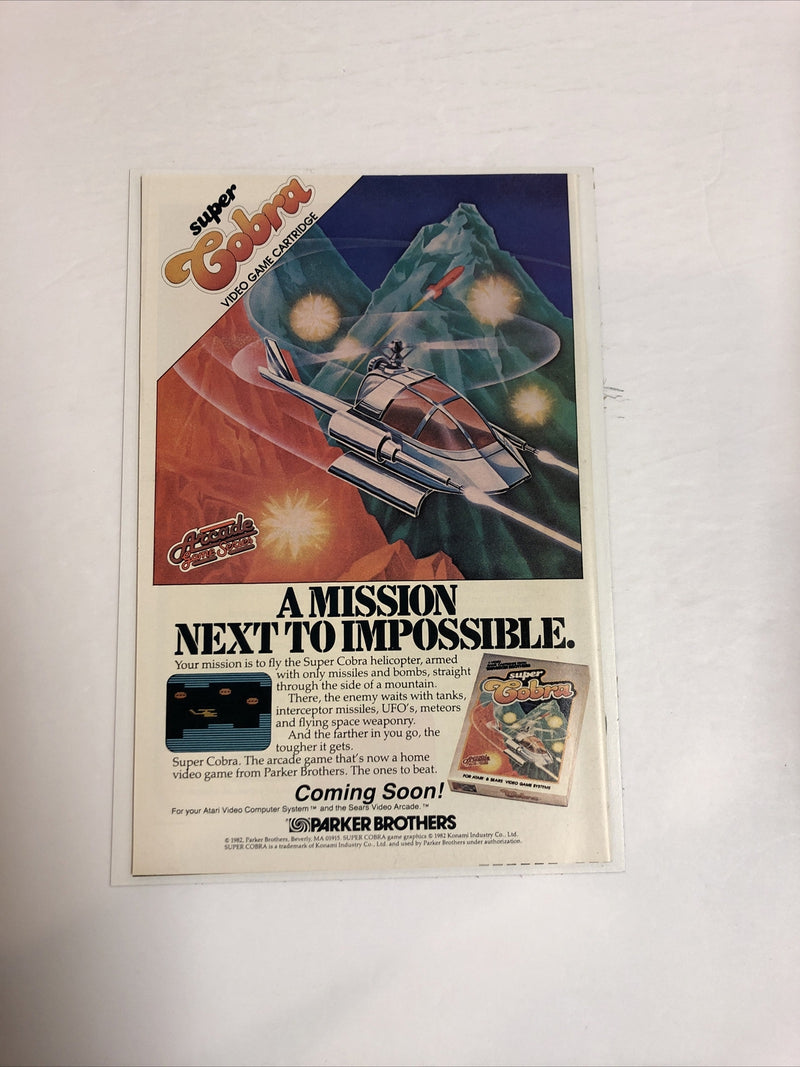 super
Cobra
VIDEO GAME CARTRIDGE
Arcade
Game Series
A MISSION
NEXT TO IMPOSSIBLE.
Your mission is to fly the Super Cobra helicopter, armed
with only missiles and bombs, straight
through the side of a mountain.
There, the enemy waits with tanks,
interceptor missiles, UFO's, meteors
and flying space weaponry.
And the farther in you go, the
tougher it gets.
Super Cobra. The arcade game that's now a home
video game from Parker Brothers. The ones to beat.
super
Cobra
FOR ATARI & SEARS VIDEO GAME SYSTEMS
Coming Soon!
For your Atari Video Computer System™ and the Sears Video Arcade.™
PARKER BROTHERS
© 1982, Parker Brothers, Beverly, MA 01915. SUPER COBRA game graphics © 1982 Konami Industry Co., Ltd.
SUPER COBRA is a trademark of Konami Industry Co., Ltd. and used by Parker Brothers under authorization.